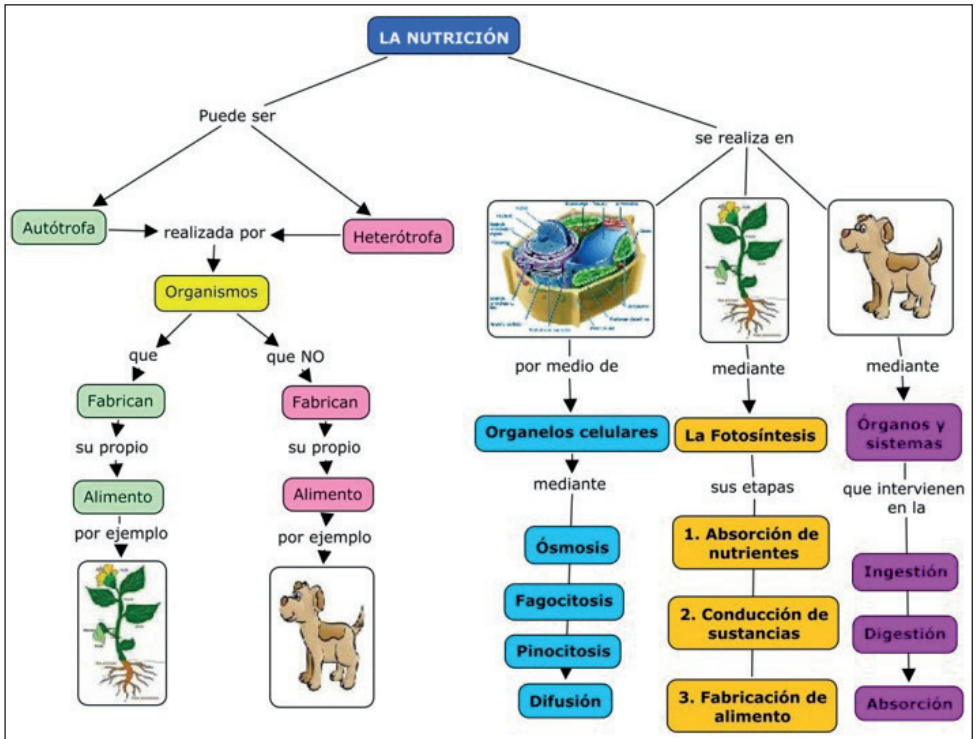 LA NUTRICIÓN
Puede ser
se realiza en
Autótrofa
realizada por
Heterótrofa
Organismos
que
que NO
Fabrican
Fabrican
su propio
su propio
Alimento
Alimento
por ejemplo
por ejemplo
por medio de
mediante
mediante
Organelos celulares
La Fotosíntesis
Órganos y
sistemas
mediante
sus etapas
que intervienen
en la
Ósmosis
Fagocitosis
Pinocitosis
Difusión
1. Absorción de
nutrientes
2. Conducción de
sustancias
3. Fabricación de
alimento
Ingestión
Digestión
Absorción